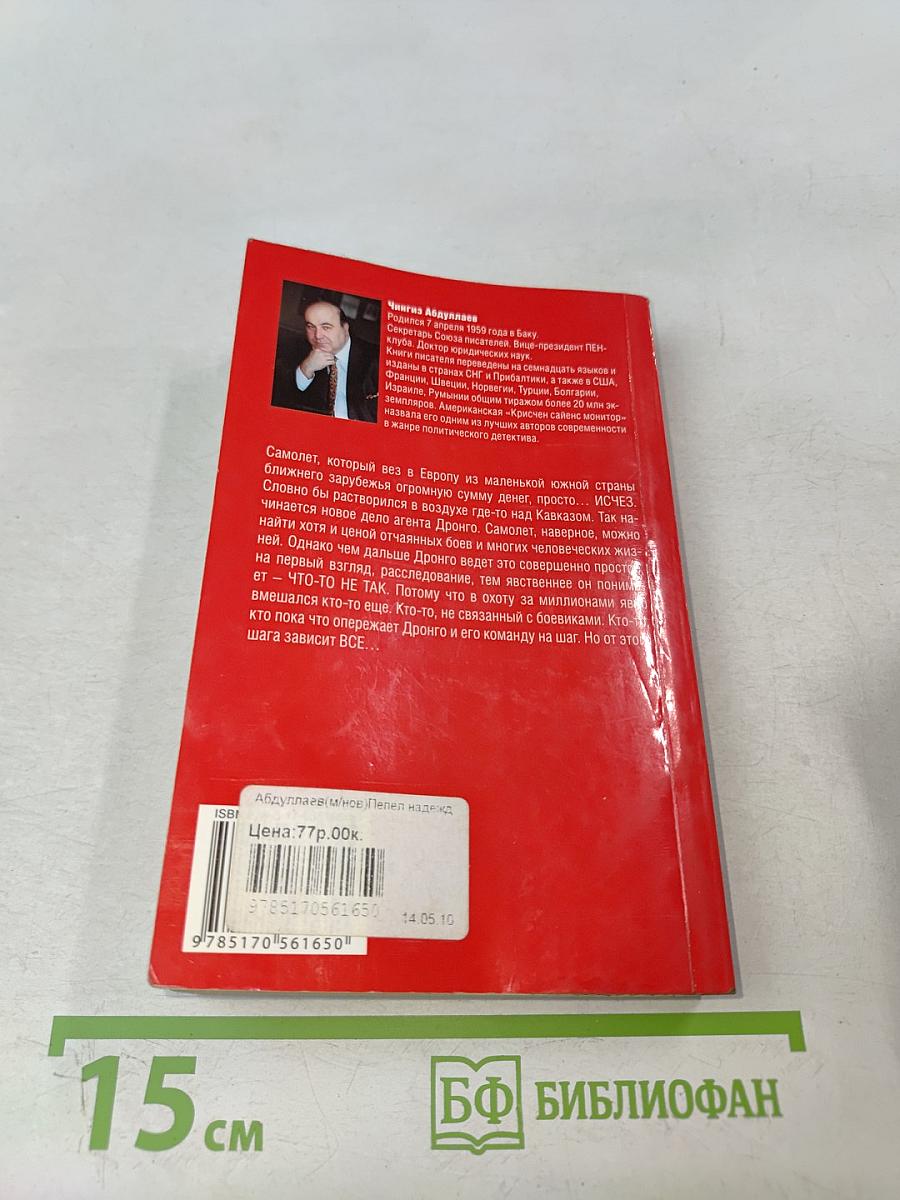 Чингиз Абдуллаев
Родился 7 апреля 1959 года в Баку.
Секретарь Союза писателей. Вице-президент ПЕН-
клуба. Доктор юридических наук.
Книги писателя переведены на семнадцать языков и
изданы в странах СНГ и Прибалтики, а также в США,
Франции, Швеции, Норвегии, Турции, Болгарии,
Израиле, Румынии общим тиражом более 20 млн эк-
земпляров. Американская «Крисчен сайенс монитор»
назвала его одним из лучших авторов современности
в жанре политического детектива.
Самолет, который вез в Европу из маленькой южной страны
ближнего зарубежья огромную сумму денег, просто... ИСЧЕЗ.
Словно бы растворился в воздухе где-то над Кавказом. Так на-
чинается новое дело агента Дронго. Самолет, наверное, можно
найти хотя и ценой отчаянных боев и многих человеческих жиз-
ней. Однако чем дальше Дронго ведет это совершенно простое,
на первый взгляд, расследование, тем явственнее он понима-
ет – ЧТО-ТО НЕ ТАК. Потому что в охоту за миллионами явно
вмешался кто-то еще. Кто-то, не связанный с боевиками. Кто-то,
кто пока что опережает Дронго и его команду на шаг. Но от этого
шага зависит ВСЕ...
ISBN
Абдуллаев(м/нов)Пепел надежд
Цена:77р.00к.
9785170561650
14.05.10
9 785170 561650
15 см
БФ БИБЛИОФАН